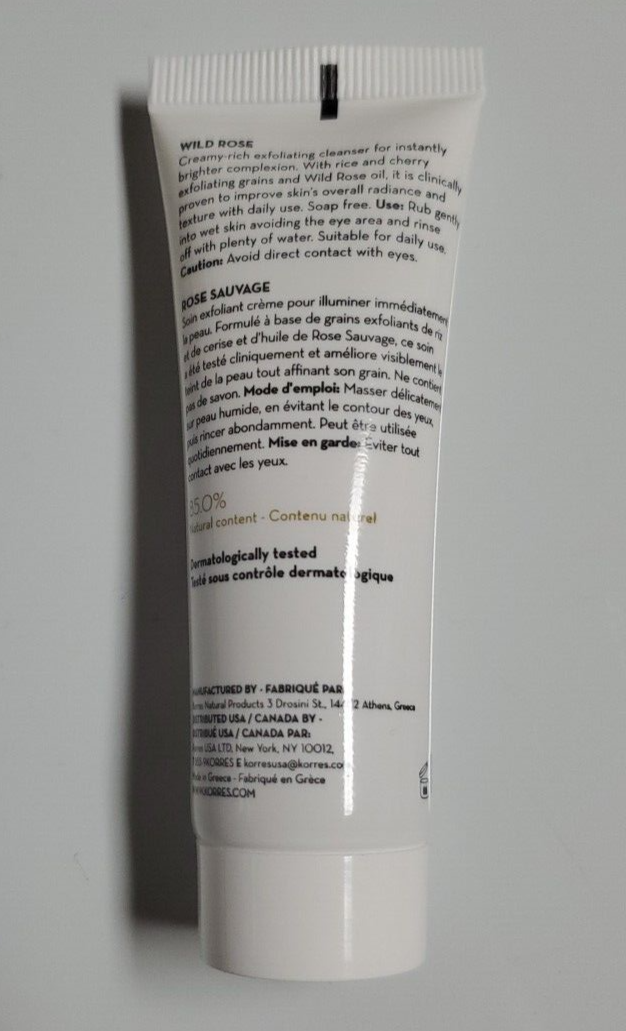 WILD ROSE
Creamy-rich exfoliating cleanser for instantly
brighter complexion. With rice and cherry
exfoliating grains and Wild Rose oil, it is clinically
proven to improve skin's overall radiance and
texture with daily use. Soap free. Use: Rub gently
into wet skin avoiding the eye area and rinse
off with plenty of water. Suitable for daily use.
Caution: Avoid direct contact with eyes.
ROSE SAUVAGE
Soin exfoliant crème pour illuminer immédiatement
la peau. Formulé à base de grains exfoliants de riz
et de cerise et d'huile de Rose Sauvage, ce soin
a été testé cliniquement et améliore visiblement le
teint de la peau tout affinant son grain. Ne contient
pas de savon. Mode d'emploi: Masser délicatement
sur peau humide, en évitant le contour des yeux,
puis rincer abondamment. Peut être utilisée
quotidiennement. Mise en garde: Éviter tout
contact avec les yeux.
85.0%
Natural content - Contenu naturel
Dermatologically tested
Testé sous contrôle dermatologique
MANUFACTURED BY - FABRIQUÉ PAR
Natural Products 3 Drosini St., Athens, Greece
DISTRIBUTED USA / CANADA BY -
DISTRIBUÉ USA / CANADA PAR:
USA LTD, New York, NY 10012,
E korresusa@korres.co
Made in Greece - Fabriqué en Grèce
WWW.KORRES.COM